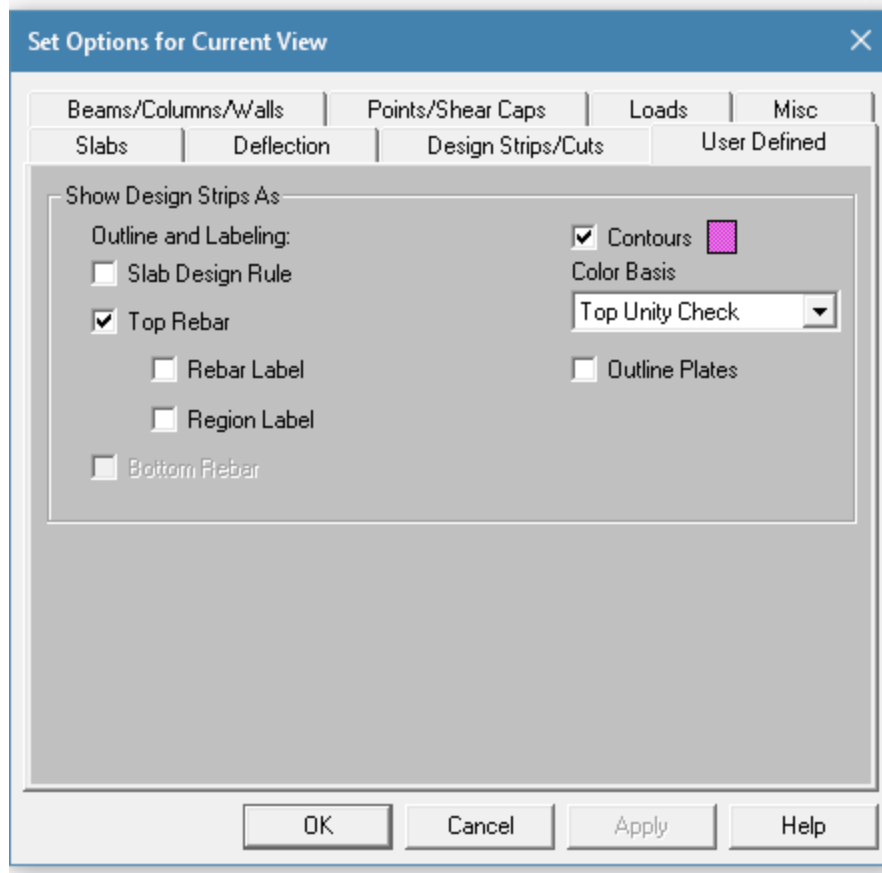 Set Options for Current View
Beams/Columns/Walls Points/Shear Caps Loads Misc
Slabs Deflection Design Strips/Cuts User Defined
Show Design Strips As
Outline and Labeling:
Contours
Slab Design Rule
Color Basis
Top Rebar
Top Unity Check
Rebar Label
Outline Plates
Region Label
Bottom Rebar
OK Cancel Apply Help